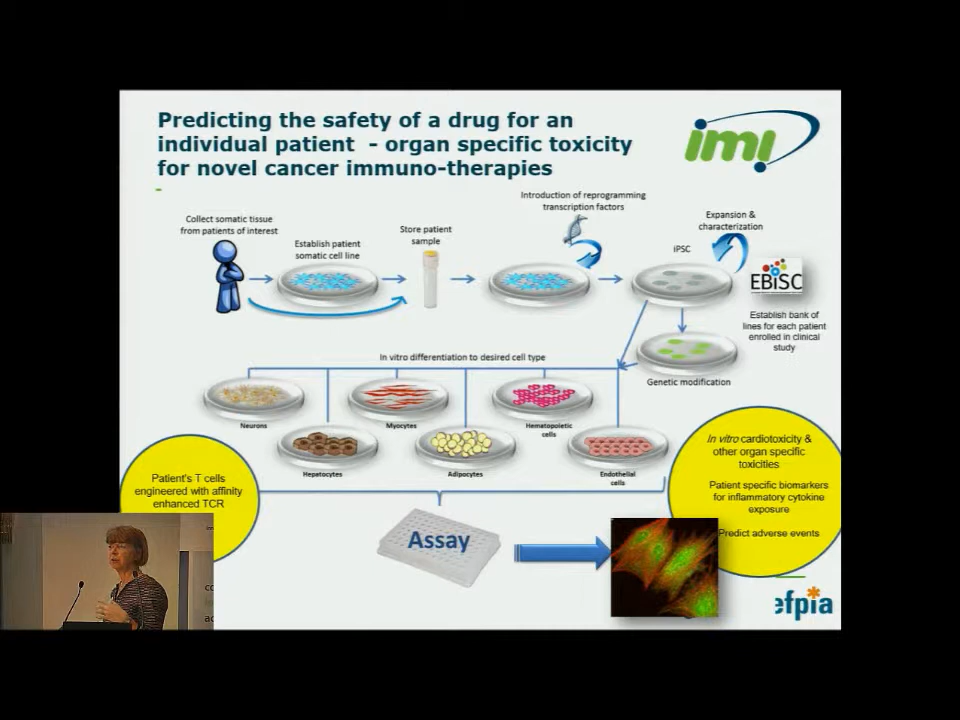 Predicting the safety of a drug for an
individual patient - organ specific toxicity
for novel cancer immuno-therapies
imi
Collect somatic tissue
from patients of interest
Establish patient
somatic cell line
Store patient
sample
Introduction of reprogramming
transcription factors
iPSC
Expansion &
characterization
EBiSC
Establish bank of
lines for each patient
enrolled in clinical
study
Genetic modification
In vitro differentiation to desired cell type
Neurons
Myocytes
Hematopoietic
cells
Hepatocytes
Adipocytes
Endothelial
cells
Patient's T cells
engineered with affinity
enhanced TCR
In vitro cardiotoxicity &
other organ specific
toxicities
Patient specific biomarkers
for inflammatory cytokine
exposure
Predict adverse events
Assay
efpia